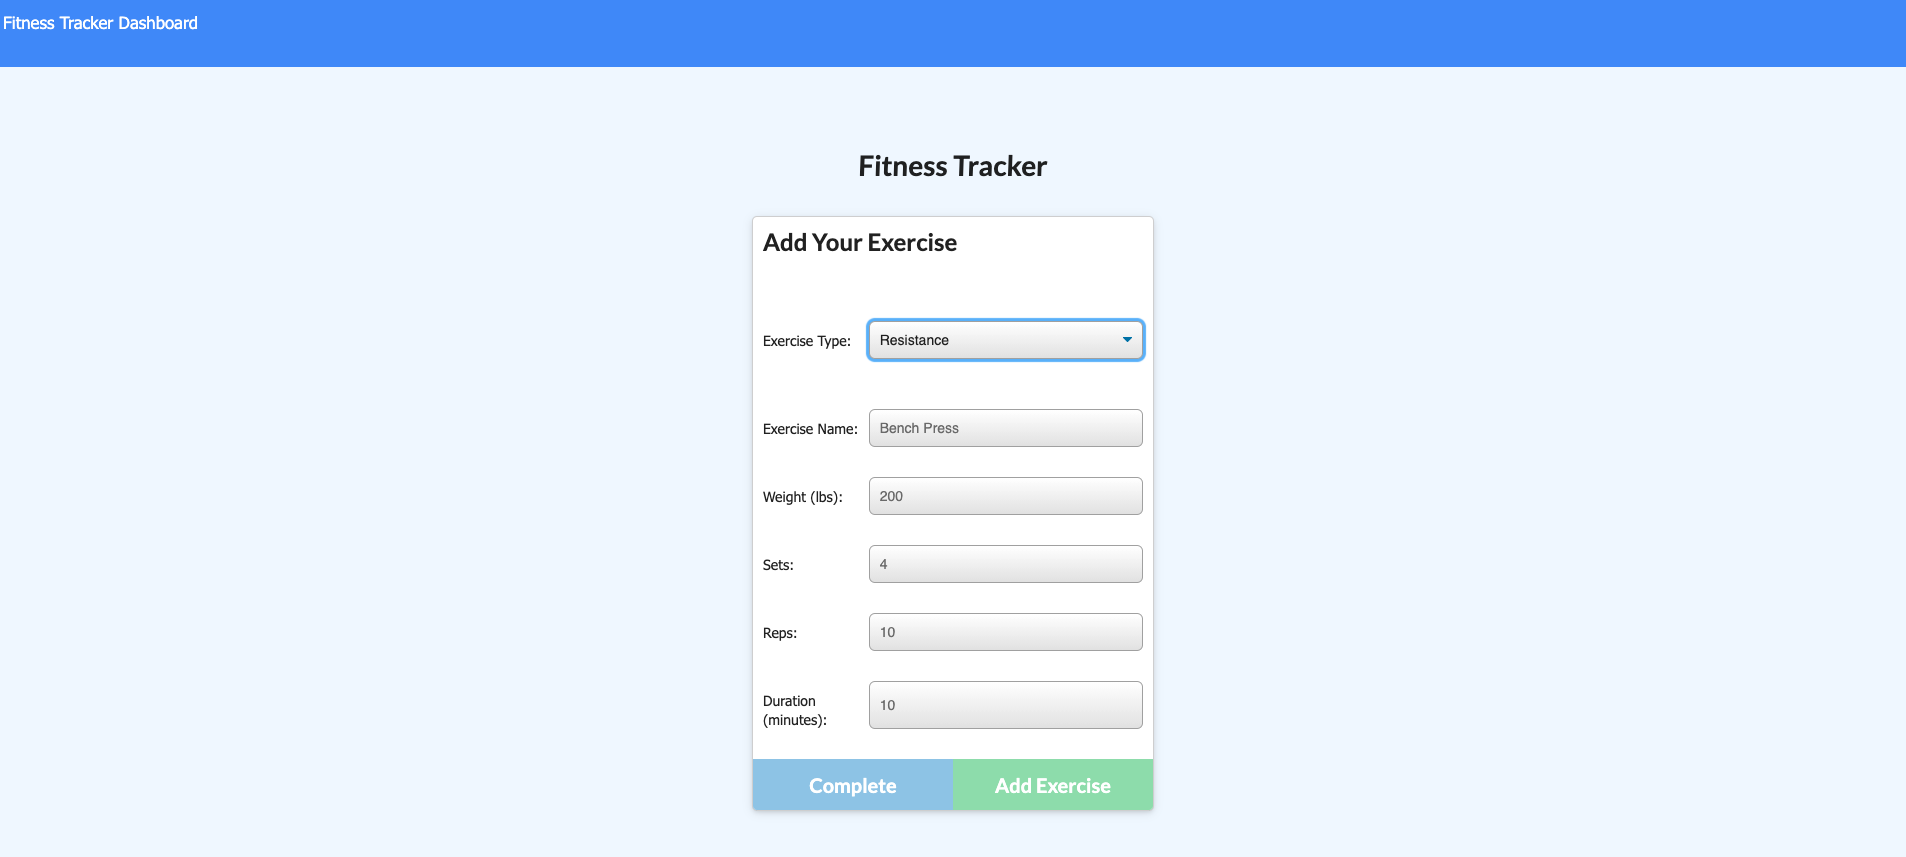 Fitness Tracker Dashboard
Fitness Tracker
Add Your Exercise
Exercise Type: Resistance
Exercise Name: Bench Press
Weight (lbs): 200
Sets: 4
Reps: 10
Duration
(minutes): 10
Complete Add Exercise